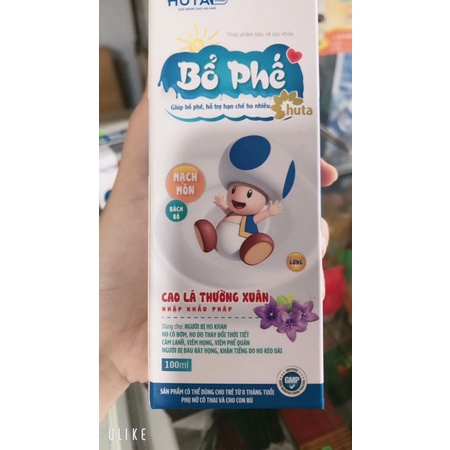 HUTA
Thực phẩm bảo vệ sức khỏe
Bổ Phế
Giúp bổ phế, hỗ trợ hạn chế ho nhiều
huta
MẠCH
MÔN
BÁCH
BỘ
GỪNG
CAO LÁ THƯỜNG XUÂN
NHẬP KHẨU PHÁP
Dùng cho: NGƯỜI BỊ HO KHAN
HO CÓ ĐỜM, HO DO THAY ĐỔI THỜI TIẾT
CẢM LẠNH, VIÊM HỌNG, VIÊM PHẾ QUẢN
NGƯỜI BỊ ĐAU RÁT HỌNG, KHẢN TIẾNG DO HO KÉO DÀI
100ml
GMP
SẢN PHẨM CÓ THỂ DÙNG CHO TRẺ TỪ 0 THÁNG TUỔI
PHỤ NỮ CÓ THAI VÀ CHO CON BÚ
ULIKE